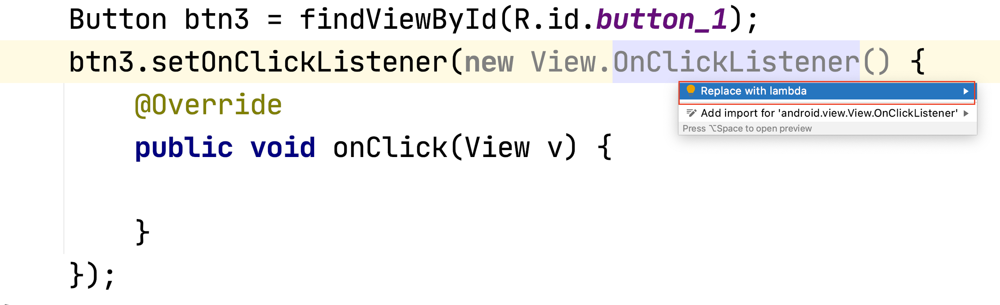 Button btn3 = findViewById(R.id.button_1);
btn3.setOnClickListener(new View.OnClickListener() {
Replace with lambda
@Override
Add import for 'android.view.View.OnClickListener'
Press ⌥Space to open preview
public void onClick(View v) {
}
});